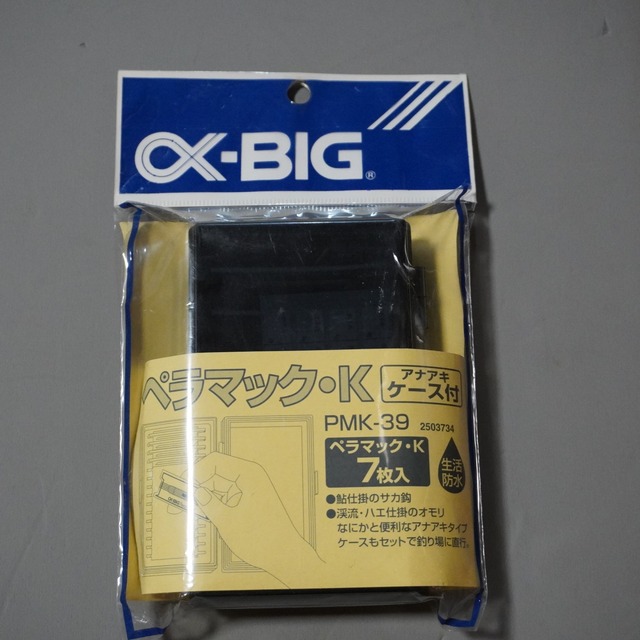 α-BIG®
ペラマック・K
アナアキ
ケース付
PMK-39 2503734
ペラマック・K
7枚入
生活
防水
●鮎仕掛のサカ鈎
●渓流・ハエ仕掛のオモリ
なにかと便利なアナアキタイプ
ケースもセットで釣り場に直行。
α-BIG